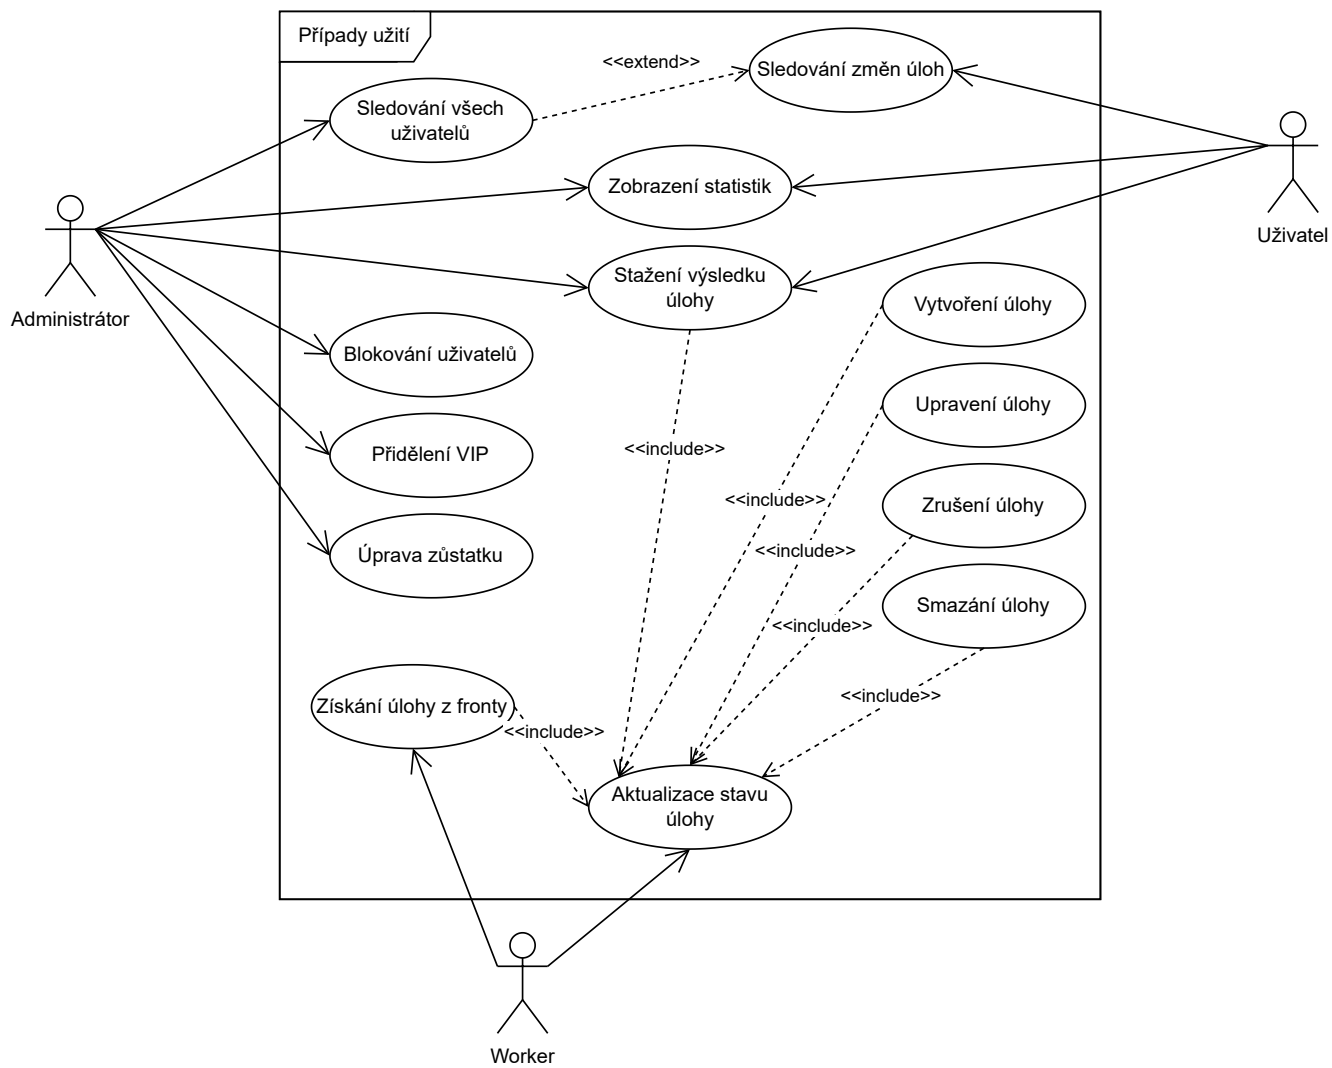 Případy užití
<<extend>>
Sledování změn úloh
Sledování všech
uživatelů
Zobrazení statistik
Uživatel
Stažení výsledku
úlohy
Vytvoření úlohy
Administrátor
Blokování uživatelů
Upravení úlohy
<<include>>
Přidělení VIP
<<include>>
Zrušení úlohy
<<include>>
Úprava zůstatku
Smazání úlohy
<<include>>
<<include>>
Získání úlohy z fronty
<<include>>
Aktualizace stavu
úlohy
Worker